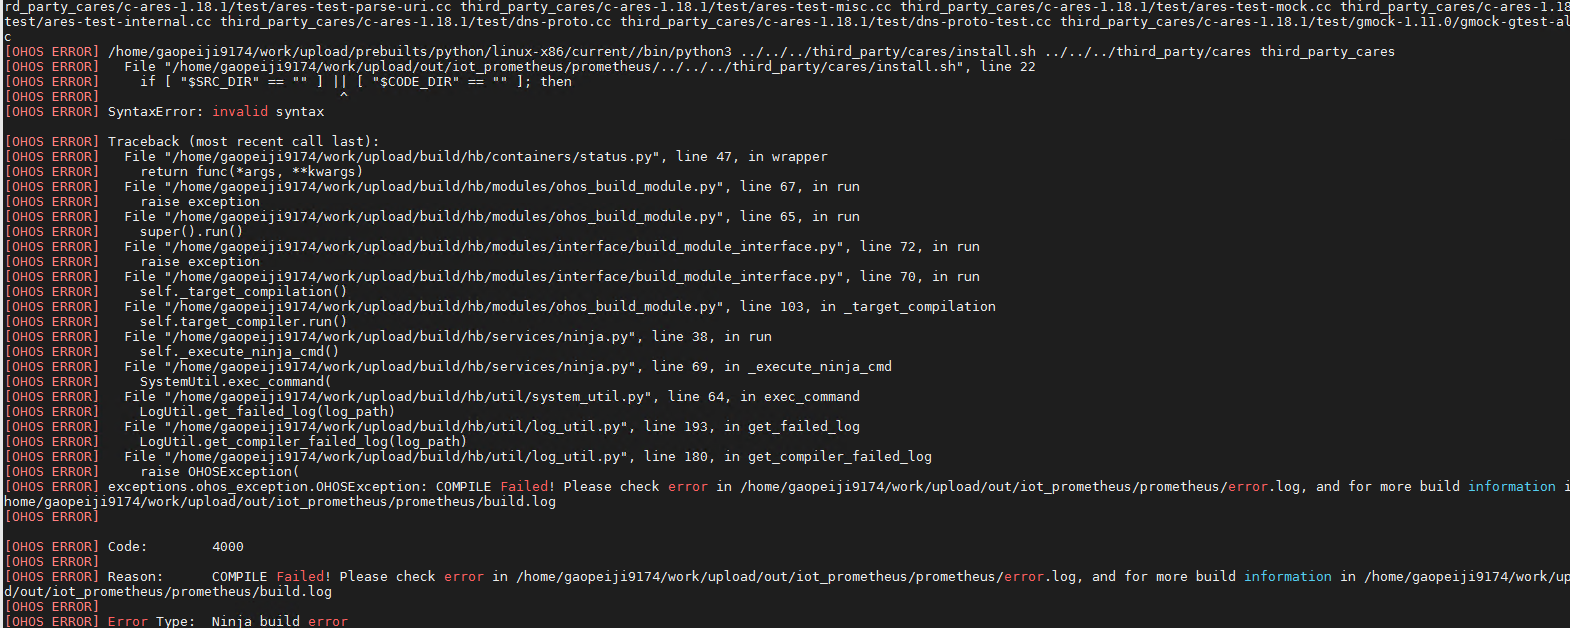 rd_party_cares/c-ares-1.18.1/test/ares-test-parse-uri.cc third_party_cares/c-ares-1.18.1/test/ares-test-misc.cc third_party_cares/c-ares-1.18.1/test/ares-test-mock.cc third_party_cares/c-ares-1.18
test/ares-test-internal.cc third_party_cares/c-ares-1.18.1/test/dns-proto.cc third_party_cares/c-ares-1.18.1/test/dns-proto-test.cc third_party_cares/c-ares-1.18.1/test/gmock-1.11.0/gmock-gtest-al
c
[OHOS ERROR] /home/gaopeiji9174/work/upload/prebuilts/python/linux-x86/current//bin/python3 ../../../third_party/cares/install.sh ../../../third_party/cares third_party_cares
[OHOS ERROR]   File "/home/gaopeiji9174/work/upload/out/iot_prometheus/prometheus/../../../third_party/cares/install.sh", line 22
[OHOS ERROR]     if [ "$SRC_DIR" == "" ] || [ "$CODE_DIR" == "" ]; then
[OHOS ERROR]                              ^
[OHOS ERROR] SyntaxError: invalid syntax
[OHOS ERROR] Traceback (most recent call last):
[OHOS ERROR]   File "/home/gaopeiji9174/work/upload/build/hb/containers/status.py", line 47, in wrapper
[OHOS ERROR]     return func(*args, **kwargs)
[OHOS ERROR]   File "/home/gaopeiji9174/work/upload/build/hb/modules/ohos_build_module.py", line 67, in run
[OHOS ERROR]     raise exception
[OHOS ERROR]   File "/home/gaopeiji9174/work/upload/build/hb/modules/ohos_build_module.py", line 65, in run
[OHOS ERROR]     super().run()
[OHOS ERROR]   File "/home/gaopeiji9174/work/upload/build/hb/modules/interface/build_module_interface.py", line 72, in run
[OHOS ERROR]     raise exception
[OHOS ERROR]   File "/home/gaopeiji9174/work/upload/build/hb/modules/interface/build_module_interface.py", line 70, in run
[OHOS ERROR]     self._target_compilation()
[OHOS ERROR]   File "/home/gaopeiji9174/work/upload/build/hb/modules/ohos_build_module.py", line 103, in _target_compilation
[OHOS ERROR]     self.target_compiler.run()
[OHOS ERROR]   File "/home/gaopeiji9174/work/upload/build/hb/services/ninja.py", line 38, in run
[OHOS ERROR]     self._execute_ninja_cmd()
[OHOS ERROR]   File "/home/gaopeiji9174/work/upload/build/hb/services/ninja.py", line 69, in _execute_ninja_cmd
[OHOS ERROR]     SystemUtil.exec_command(
[OHOS ERROR]   File "/home/gaopeiji9174/work/upload/build/hb/util/system_util.py", line 64, in exec_command
[OHOS ERROR]     LogUtil.get_failed_log(log_path)
[OHOS ERROR]   File "/home/gaopeiji9174/work/upload/build/hb/util/log_util.py", line 193, in get_failed_log
[OHOS ERROR]     LogUtil.get_compiler_failed_log(log_path)
[OHOS ERROR]   File "/home/gaopeiji9174/work/upload/build/hb/util/log_util.py", line 180, in get_compiler_failed_log
[OHOS ERROR]     raise OHOSException(
[OHOS ERROR] exceptions.ohos_exception.OHOSException: COMPILE Failed! Please check error in /home/gaopeiji9174/work/upload/out/iot_prometheus/prometheus/error.log, and for more build information i
home/gaopeiji9174/work/upload/out/iot_prometheus/prometheus/build.log
[OHOS ERROR]
[OHOS ERROR] Code:        4000
[OHOS ERROR]
[OHOS ERROR] Reason:      COMPILE Failed! Please check error in /home/gaopeiji9174/work/upload/out/iot_prometheus/prometheus/error.log, and for more build information in /home/gaopeiji9174/work/up
d/out/iot_prometheus/prometheus/build.log
[OHOS ERROR]
[OHOS ERROR] Error Type:  Ninja build error